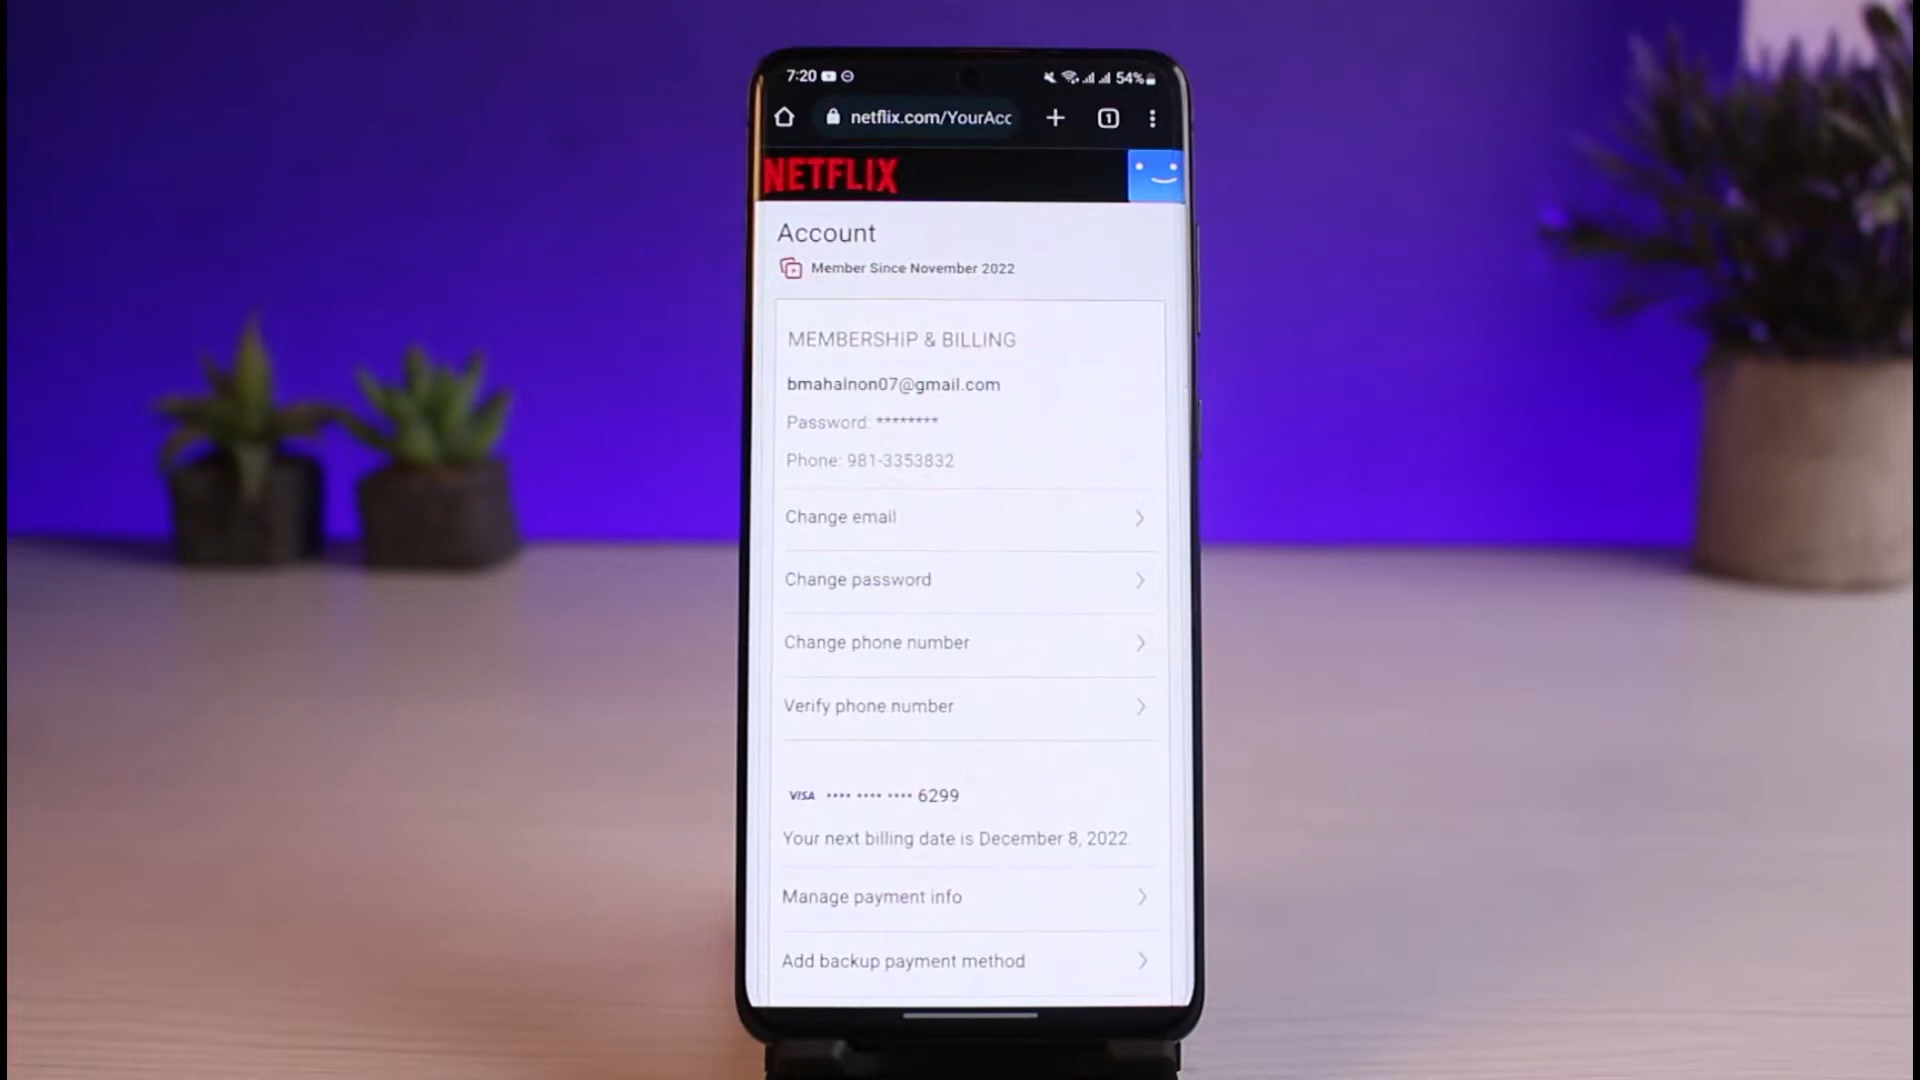 7:20 54%
netflix.com/YourAcc 1
NETFLIX
Account
Member Since November 2022
MEMBERSHIP & BILLING
bmahalnon07@gmail.com
Password: ********
Phone: 981-3353832
Change email
Change password
Change phone number
Verify phone number
VISA •••• •••• •••• 6299
Your next billing date is December 8, 2022.
Manage payment info
Add backup payment method